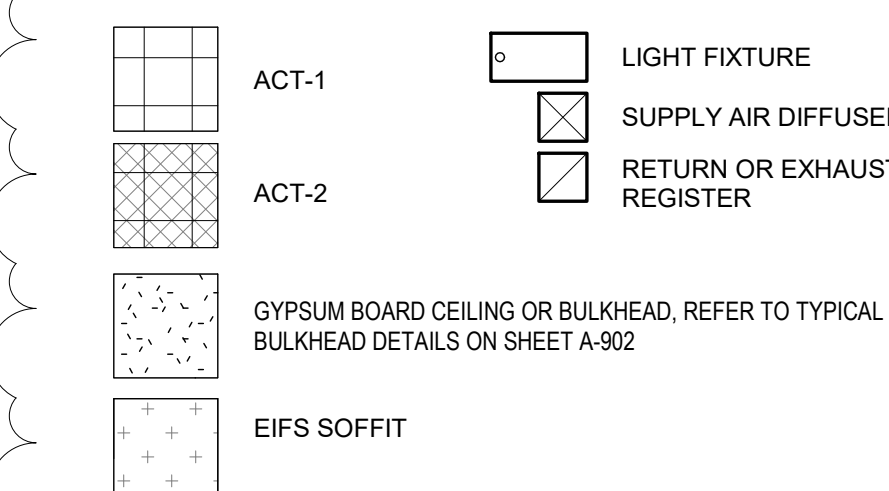 ACT-1
ACT-2
GYPSUM BOARD CEILING OR BULKHEAD, REFER TO TYPICAL
BULKHEAD DETAILS ON SHEET A-902
EIFS SOFFIT
LIGHT FIXTURE
SUPPLY AIR DIFFUSER
RETURN OR EXHAUST
REGISTER